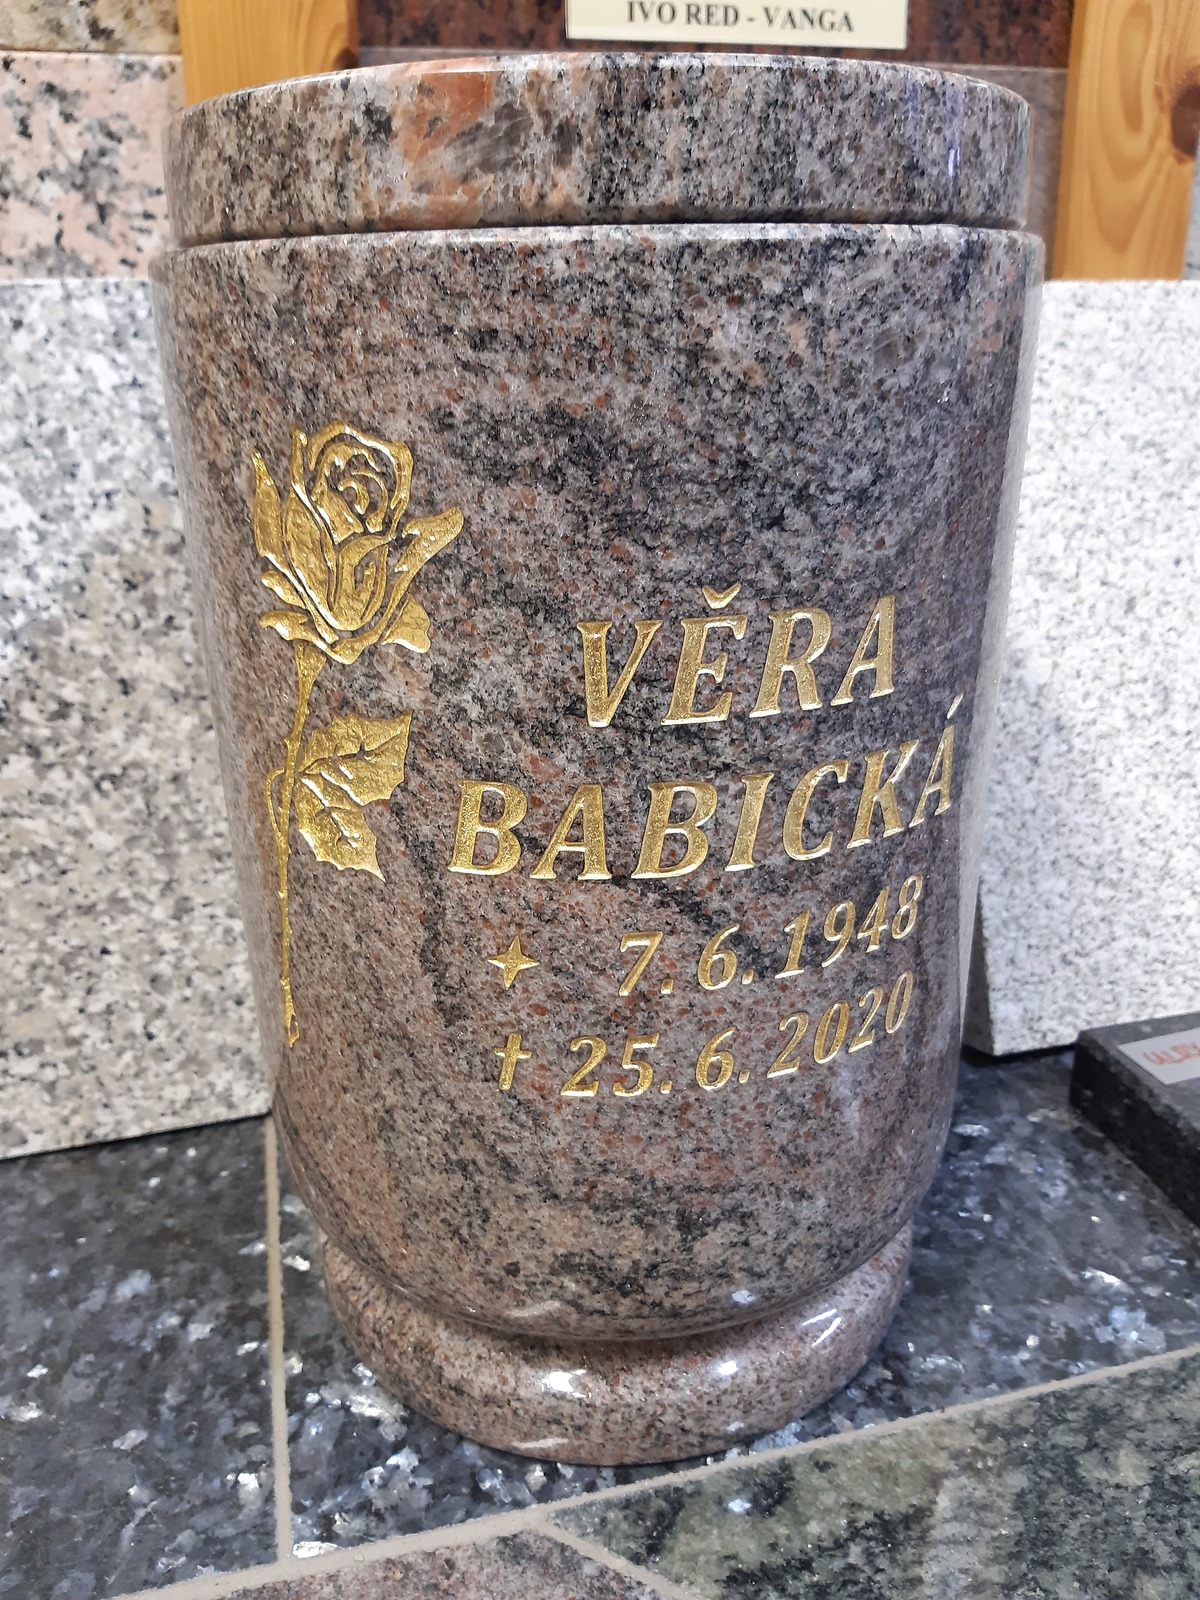 IVO RED - VANGA
VĚRA
BABICKÁ
7. 6. 1948
† 25. 6. 2020